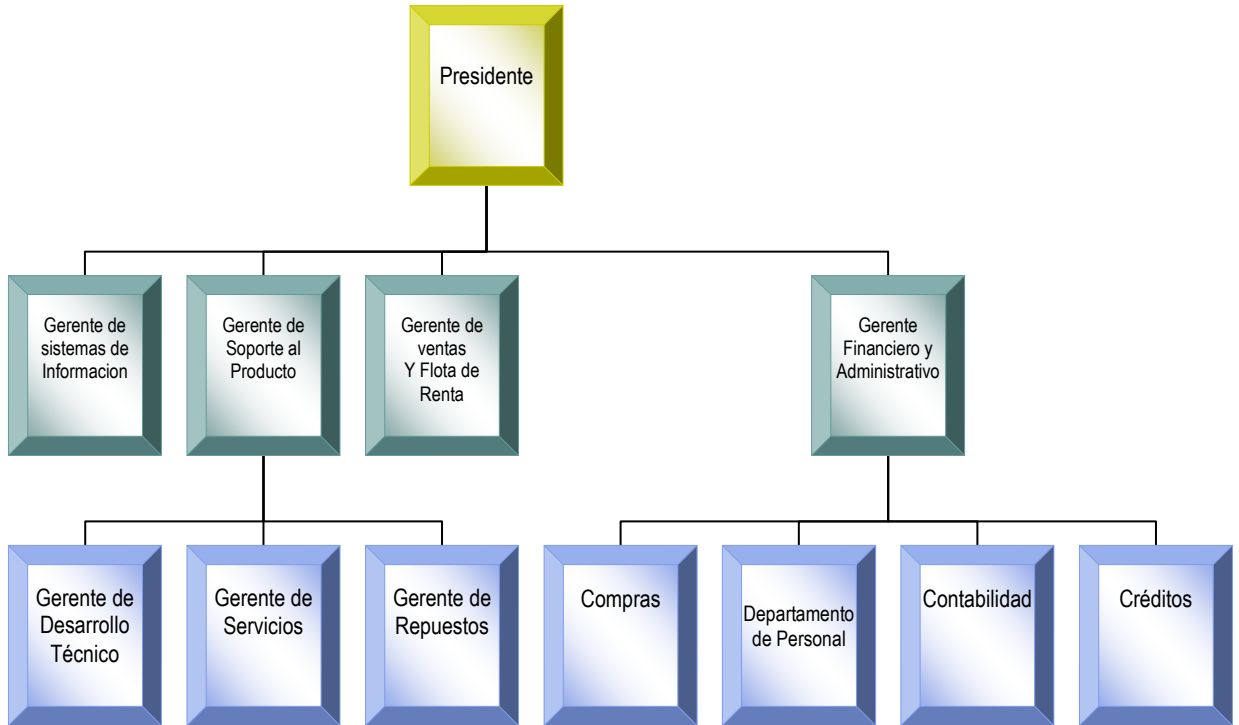 Presidente
Gerente de
sistemas de
Informacion
Gerente de
Soporte al
Producto
Gerente de
ventas
Y Flota de
Renta
Gerente
Financiero y
Administrativo
Gerente de
Desarrollo
Técnico
Gerente de
Servicios
Gerente de
Repuestos
Compras
Departamento
de Personal
Contabilidad
Créditos